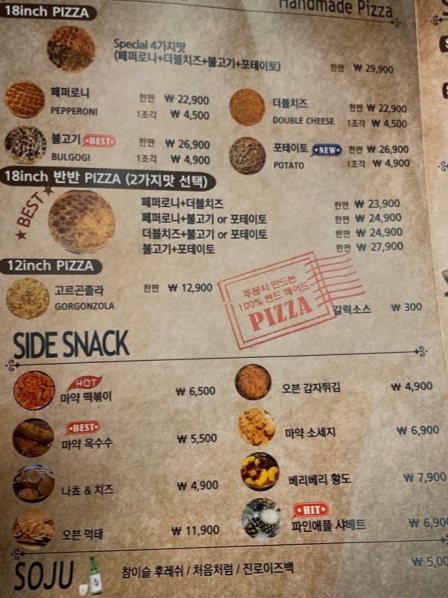 Handmade Pizza
18inch PIZZA
Special 4가지맛
(페퍼로니+더블치즈+불고기+포테이토)
한판 ₩ 29,900
페퍼로니 한판 ₩ 22,900
PEPPERONI 1조각 ₩ 4,500
더블치즈 한판 ₩ 22,900
DOUBLE CHEESE 1조각 ₩ 4,500
불고기 BEST 한판 ₩ 26,900
BULGOGI 1조각 ₩ 4,900
포테이토 NEW 한판 ₩ 26,900
POTATO 1조각 ₩ 4,900
18inch 반반 PIZZA (2가지맛 선택)
BEST
페퍼로니+더블치즈 한판 ₩ 23,900
페퍼로니+불고기 or 포테이토 한판 ₩ 24,900
더블치즈+불고기 or 포테이토 한판 ₩ 24,900
불고기+포테이토 한판 ₩ 27,900
12inch PIZZA
고르곤졸라 한판 ₩ 12,900
GORGONZOLA
주문시 만드는
100% 핸드 메이드
PIZZA
갈릭소스 ₩ 300
SIDE SNACK
HOT
마약 떡볶이 ₩ 6,500
오븐 감자튀김 ₩ 4,900
BEST
마약 옥수수 ₩ 5,500
마약 소세지 ₩ 6,900
나쵸 & 치즈 ₩ 4,900
베리베리 황도 ₩ 7,900
오븐 먹태 ₩ 11,900
HIT
파인애플 샤베트 ₩ 6,900
SOJU
참이슬 후레쉬 / 처음처럼 / 진로이즈백